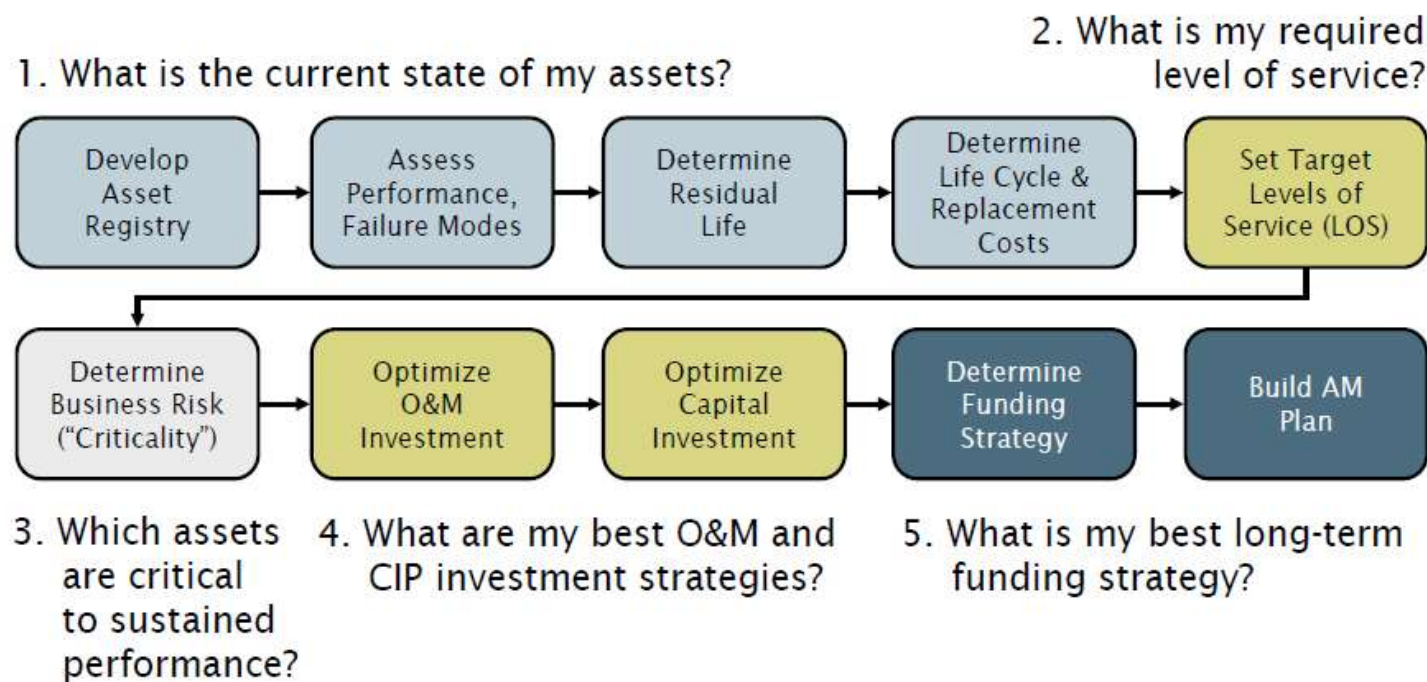 1. What is the current state of my assets?
2. What is my required
level of service?
Develop
Asset
Registry
Assess
Performance,
Failure Modes
Determine
Residual
Life
Determine
Life Cycle &
Replacement
Costs
Set Target
Levels of
Service (LOS)
Determine
Business Risk
(“Criticality”)
Optimize
O&M
Investment
Optimize
Capital
Investment
Determine
Funding
Strategy
Build AM
Plan
3. Which assets
are critical
to sustained
performance?
4. What are my best O&M and
CIP investment strategies?
5. What is my best long-term
funding strategy?